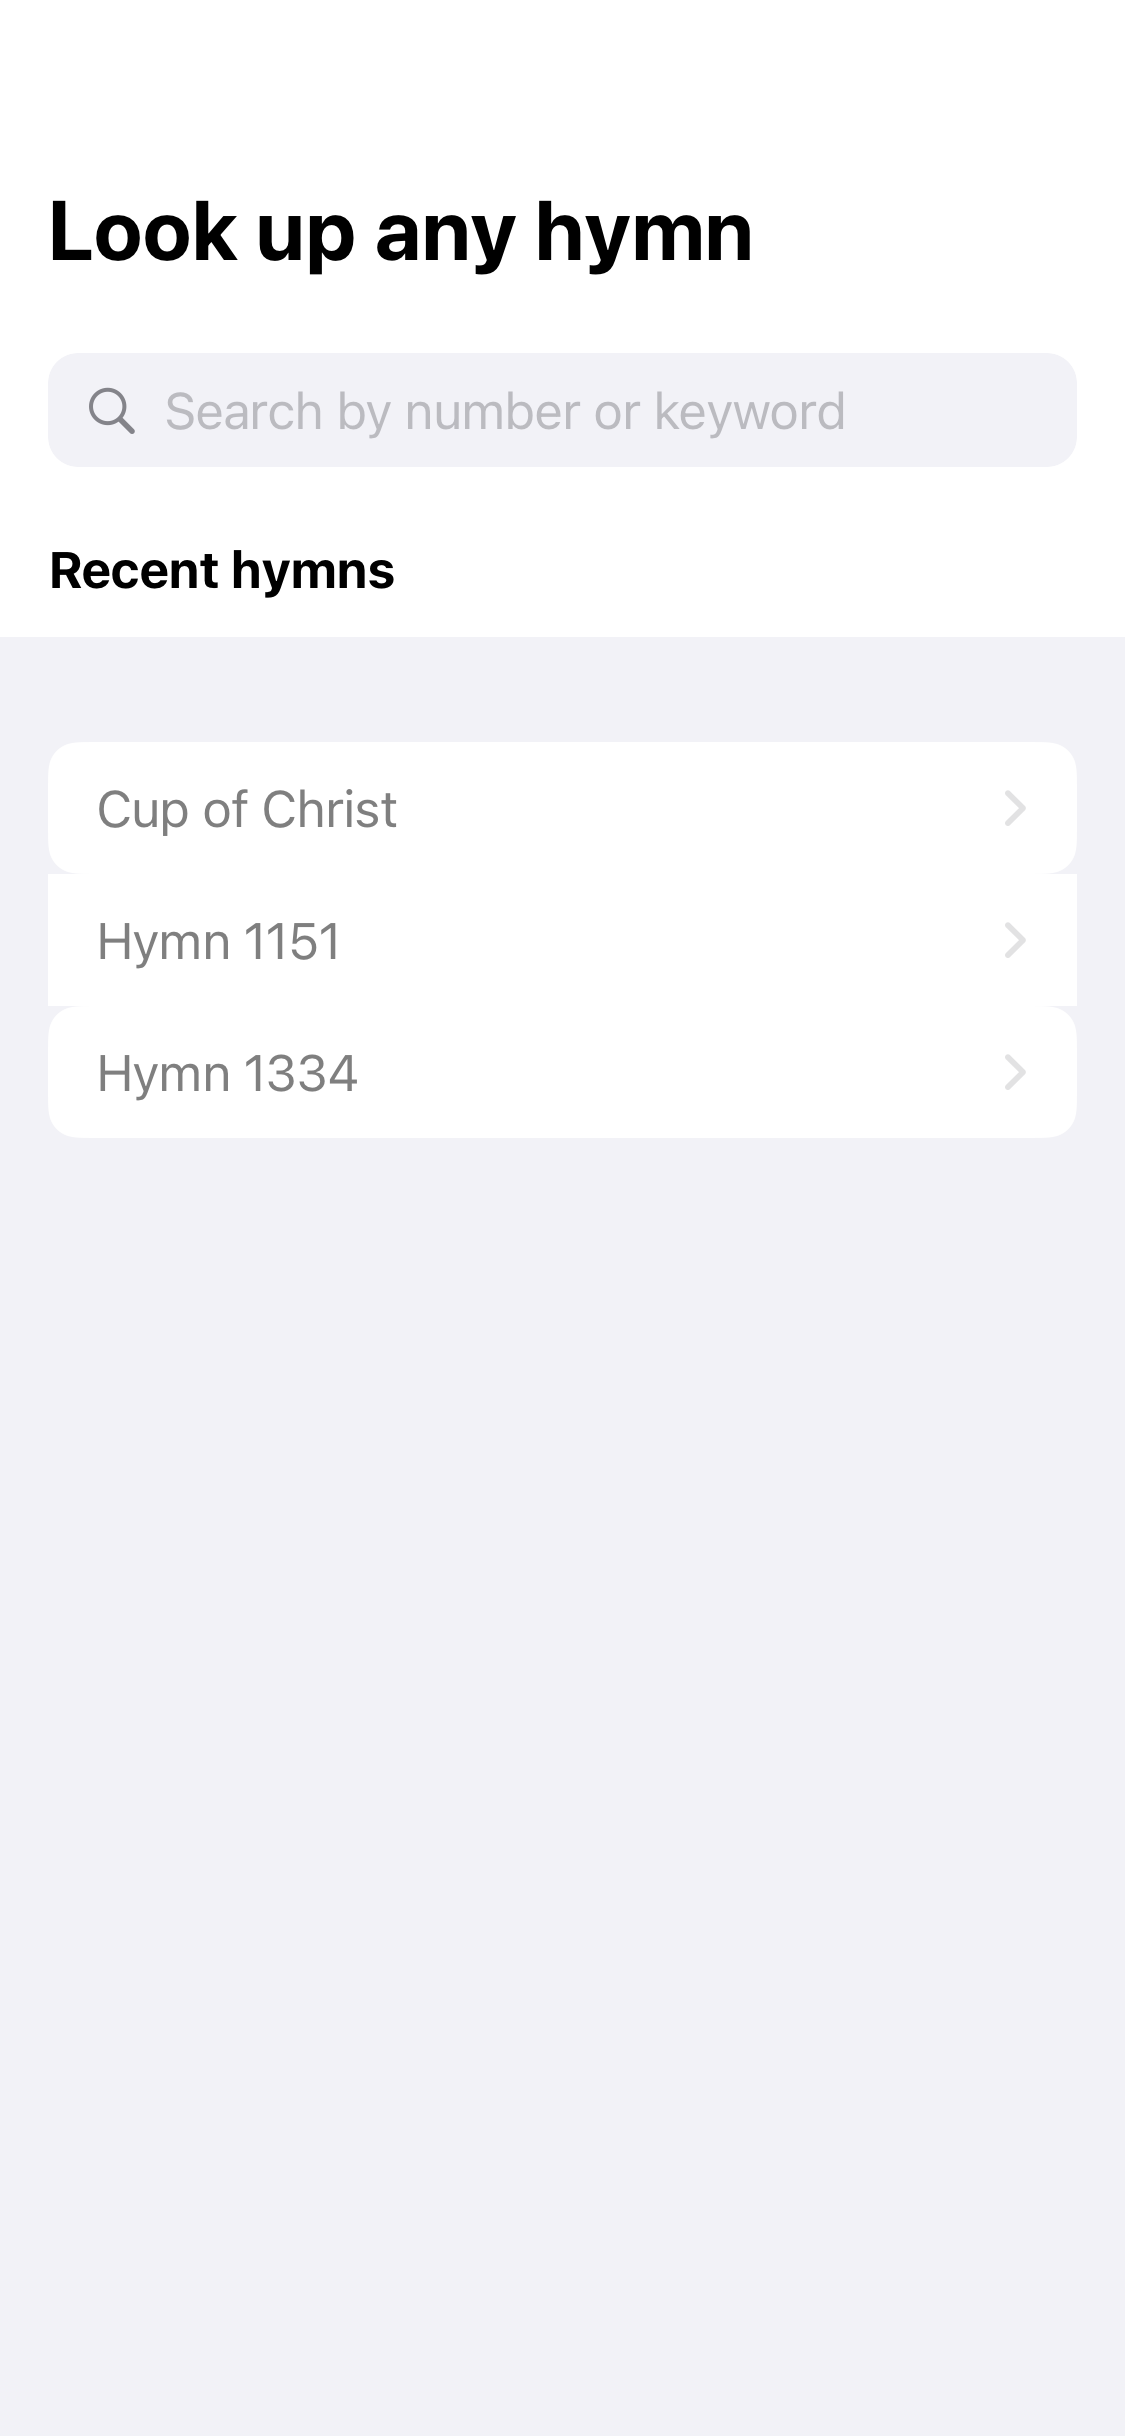 Look up any hymn
Search by number or keyword
Recent hymns
Cup of Christ
Hymn 1151
Hymn 1334